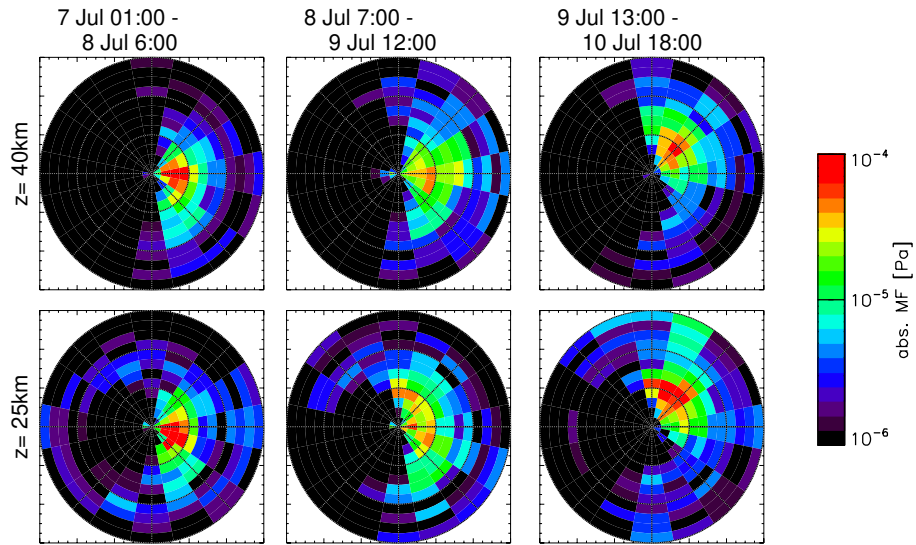 7 Jul 01:00 -
8 Jul 6:00
8 Jul 7:00 -
9 Jul 12:00
9 Jul 13:00 -
10 Jul 18:00
z= 40km
z= 25km
10⁻⁴
10⁻⁵
10⁻⁶
abs. MF [Pa]